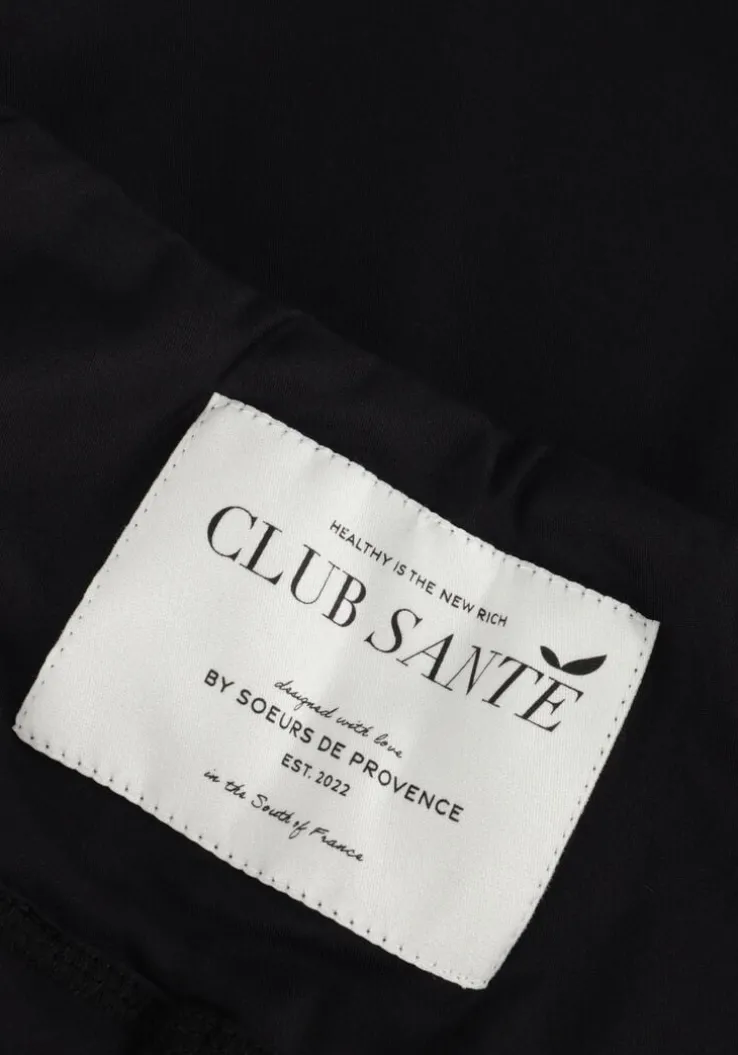 HEALTHY IS THE NEW RICH
CLUB SANTÉ
designed with love
BY SOEURS DE PROVENCE
EST. 2022
in the South of France